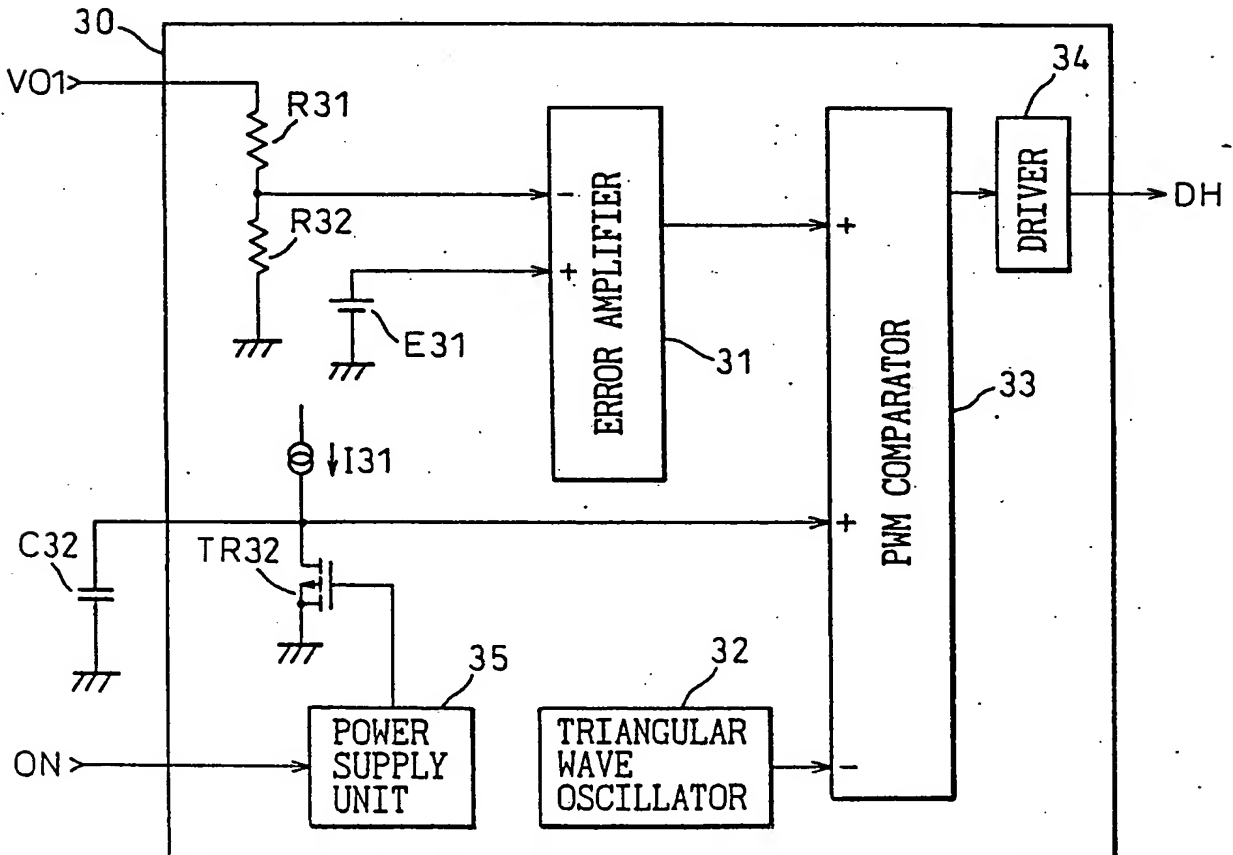 30
VO1
R31
R32
E31
-
+
ERROR AMPLIFIER
31
34
DRIVER
DH
+
+
-
PWM COMPARATOR
33
↓I31
C32
TR32
35
POWER
SUPPLY
UNIT
ON
32
TRIANGULAR
WAVE
OSCILLATOR